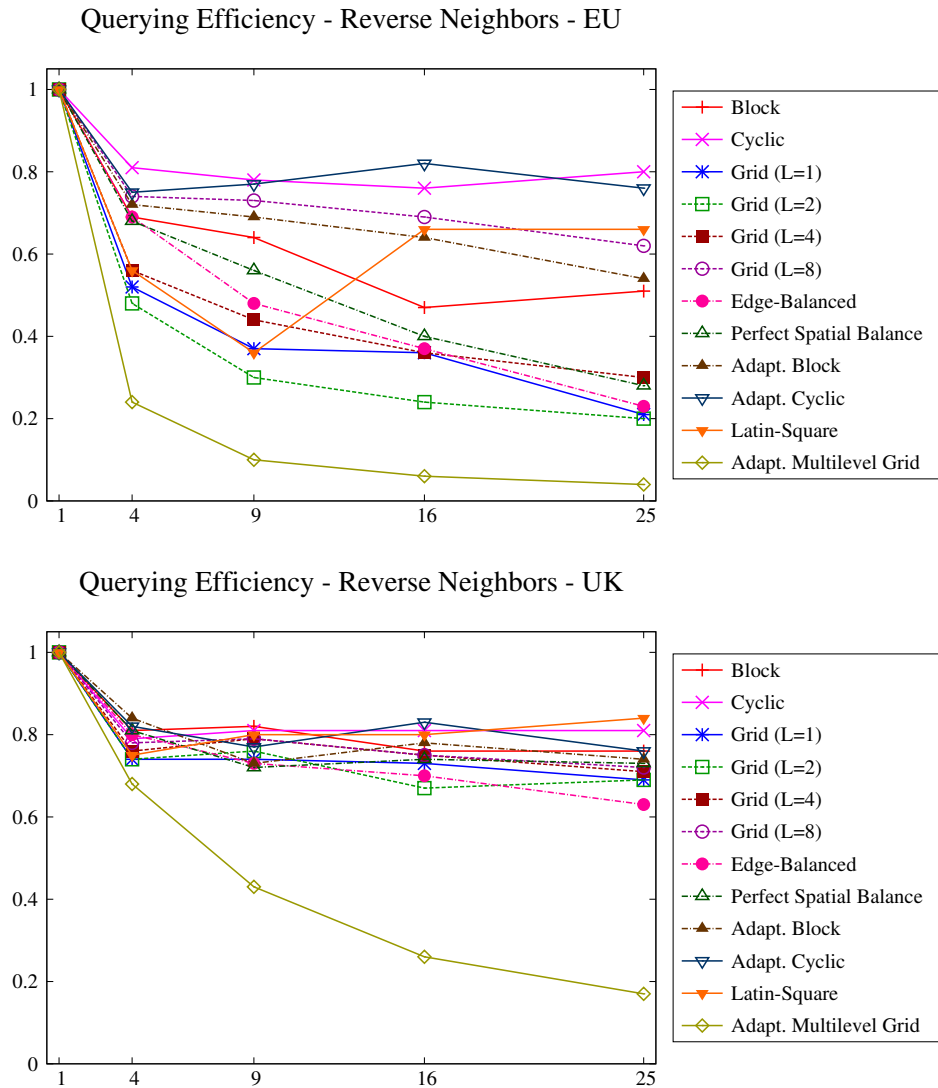 Querying Efficiency - Reverse Neighbors - EU
1
0.8
0.6
0.4
0.2
0
1 4 9 16 25
Block
Cyclic
Grid (L=1)
Grid (L=2)
Grid (L=4)
Grid (L=8)
Edge-Balanced
Perfect Spatial Balance
Adapt. Block
Adapt. Cyclic
Latin-Square
Adapt. Multilevel Grid
Querying Efficiency - Reverse Neighbors - UK
1
0.8
0.6
0.4
0.2
0
1 4 9 16 25
Block
Cyclic
Grid (L=1)
Grid (L=2)
Grid (L=4)
Grid (L=8)
Edge-Balanced
Perfect Spatial Balance
Adapt. Block
Adapt. Cyclic
Latin-Square
Adapt. Multilevel Grid